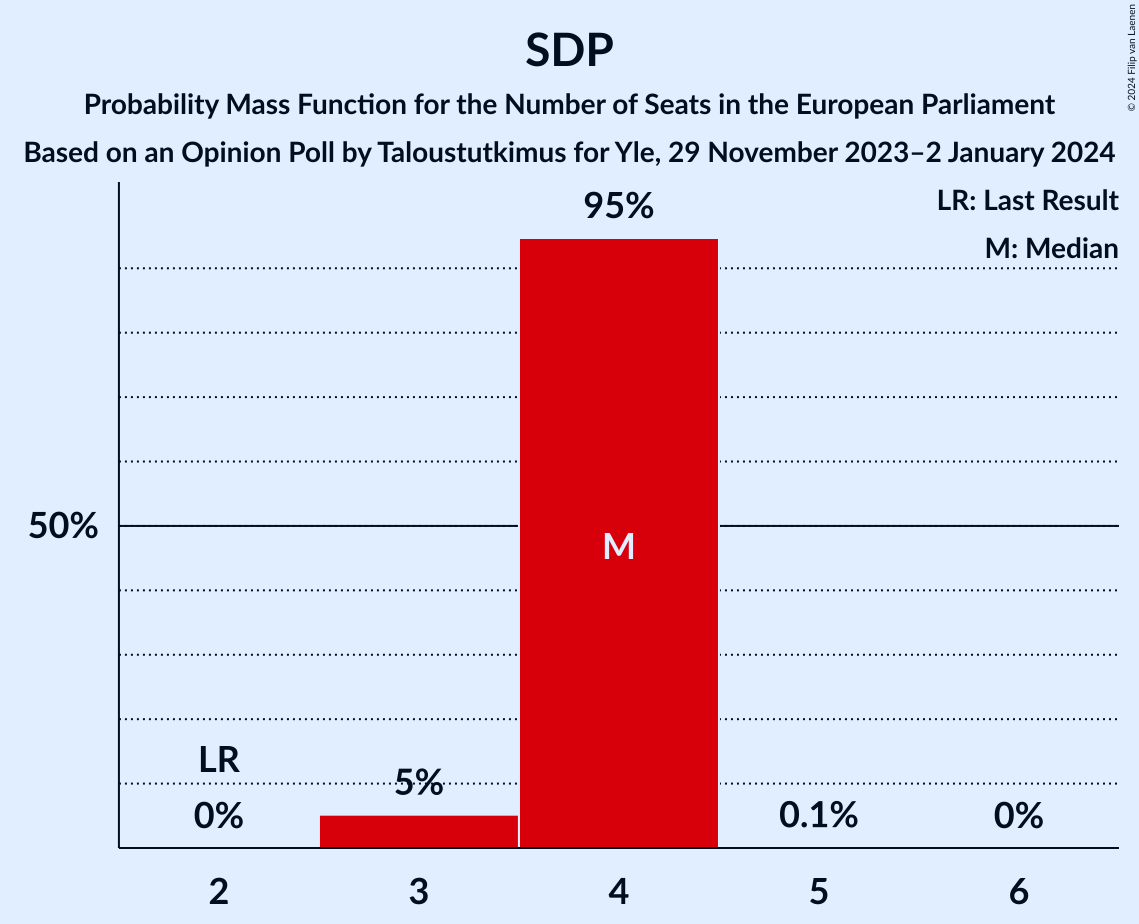 SDP
Probability Mass Function for the Number of Seats in the European Parliament
Based on an Opinion Poll by Taloustutkimus for Yle, 29 November 2023–2 January 2024
© 2024 Filip van Laenen
LR: Last Result
M: Median
95%
50%
M
LR
0%
5%
0.1%
0%
2
3
4
5
6